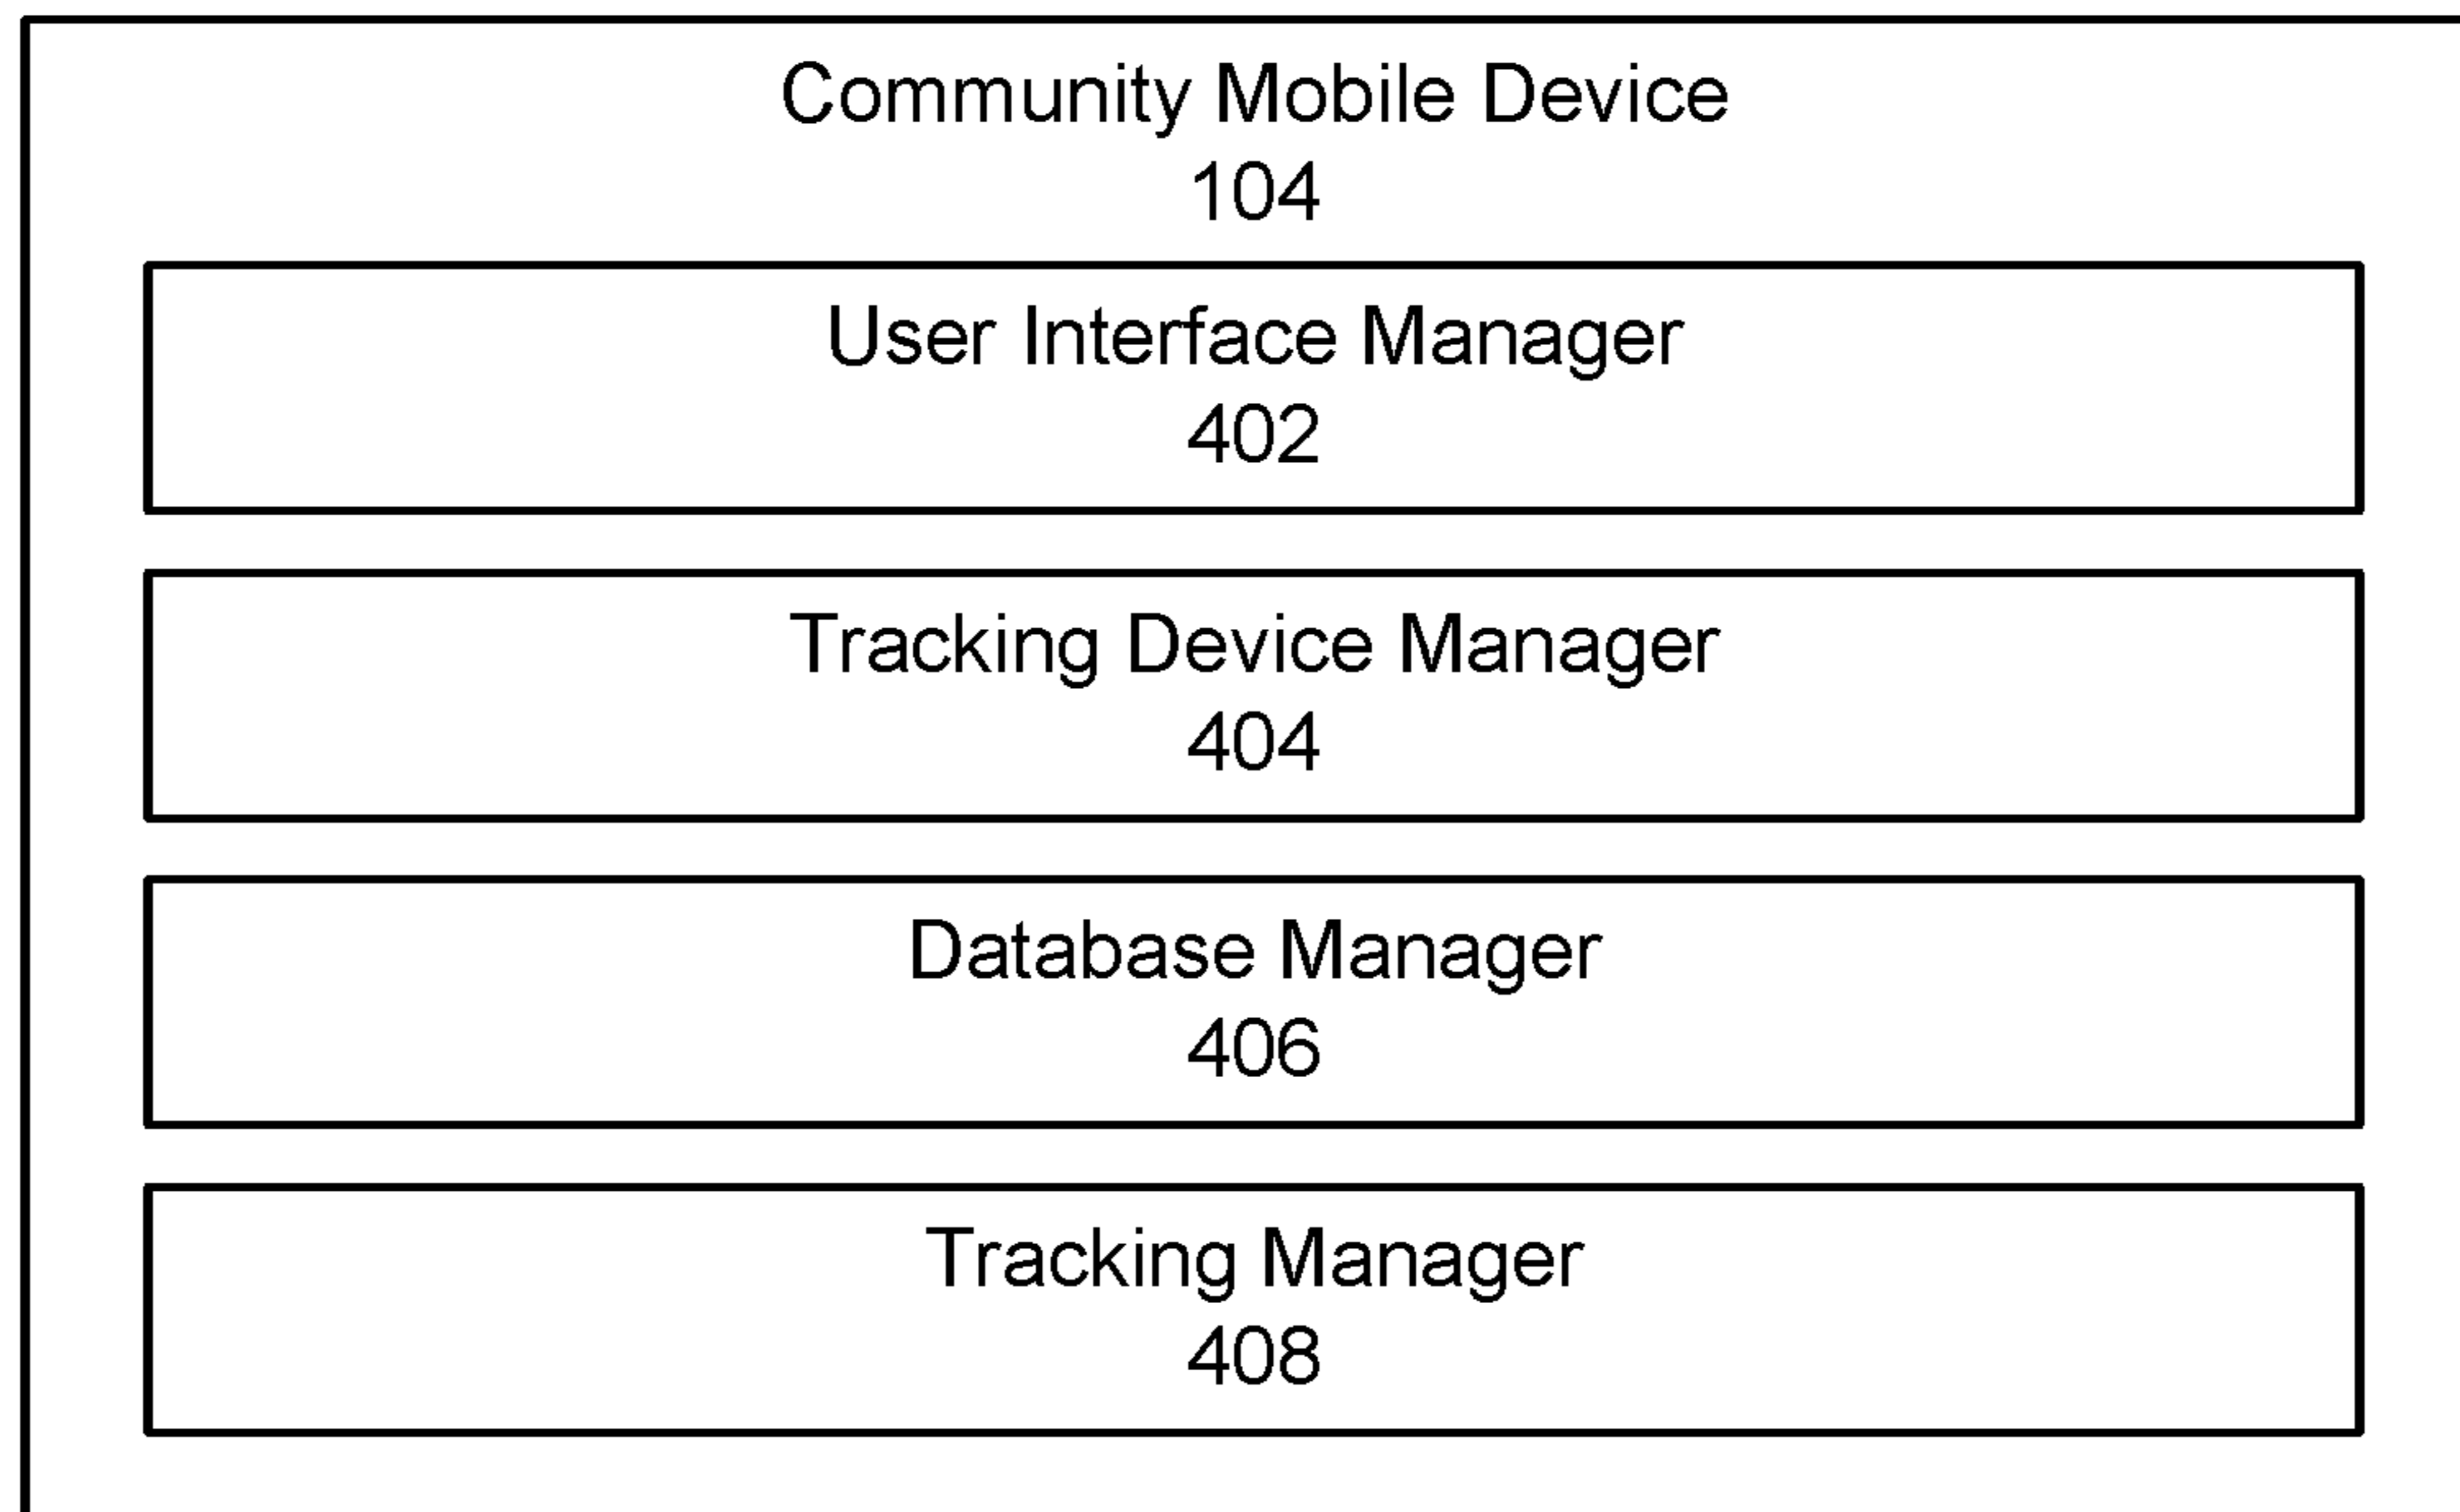 Community Mobile Device
104
User Interface Manager
402
Tracking Device Manager
404
Database Manager
406
Tracking Manager
408